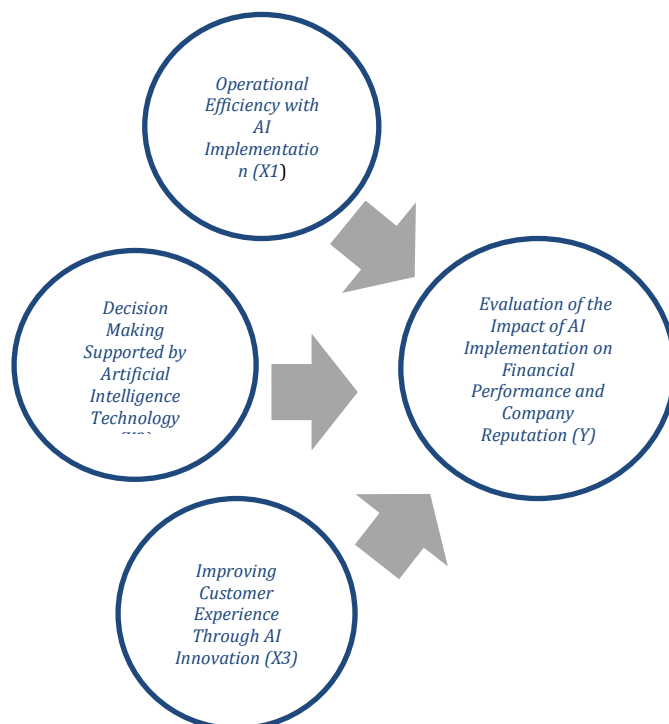 Operational
Efficiency with
AI
Implementatio
n (X1)
Decision
Making
Supported by
Artificial
Intelligence
Technology
Evaluation of the
Impact of AI
Implementation on
Financial
Performance and
Company
Reputation (Y)
Improving
Customer
Experience
Through AI
Innovation (X3)